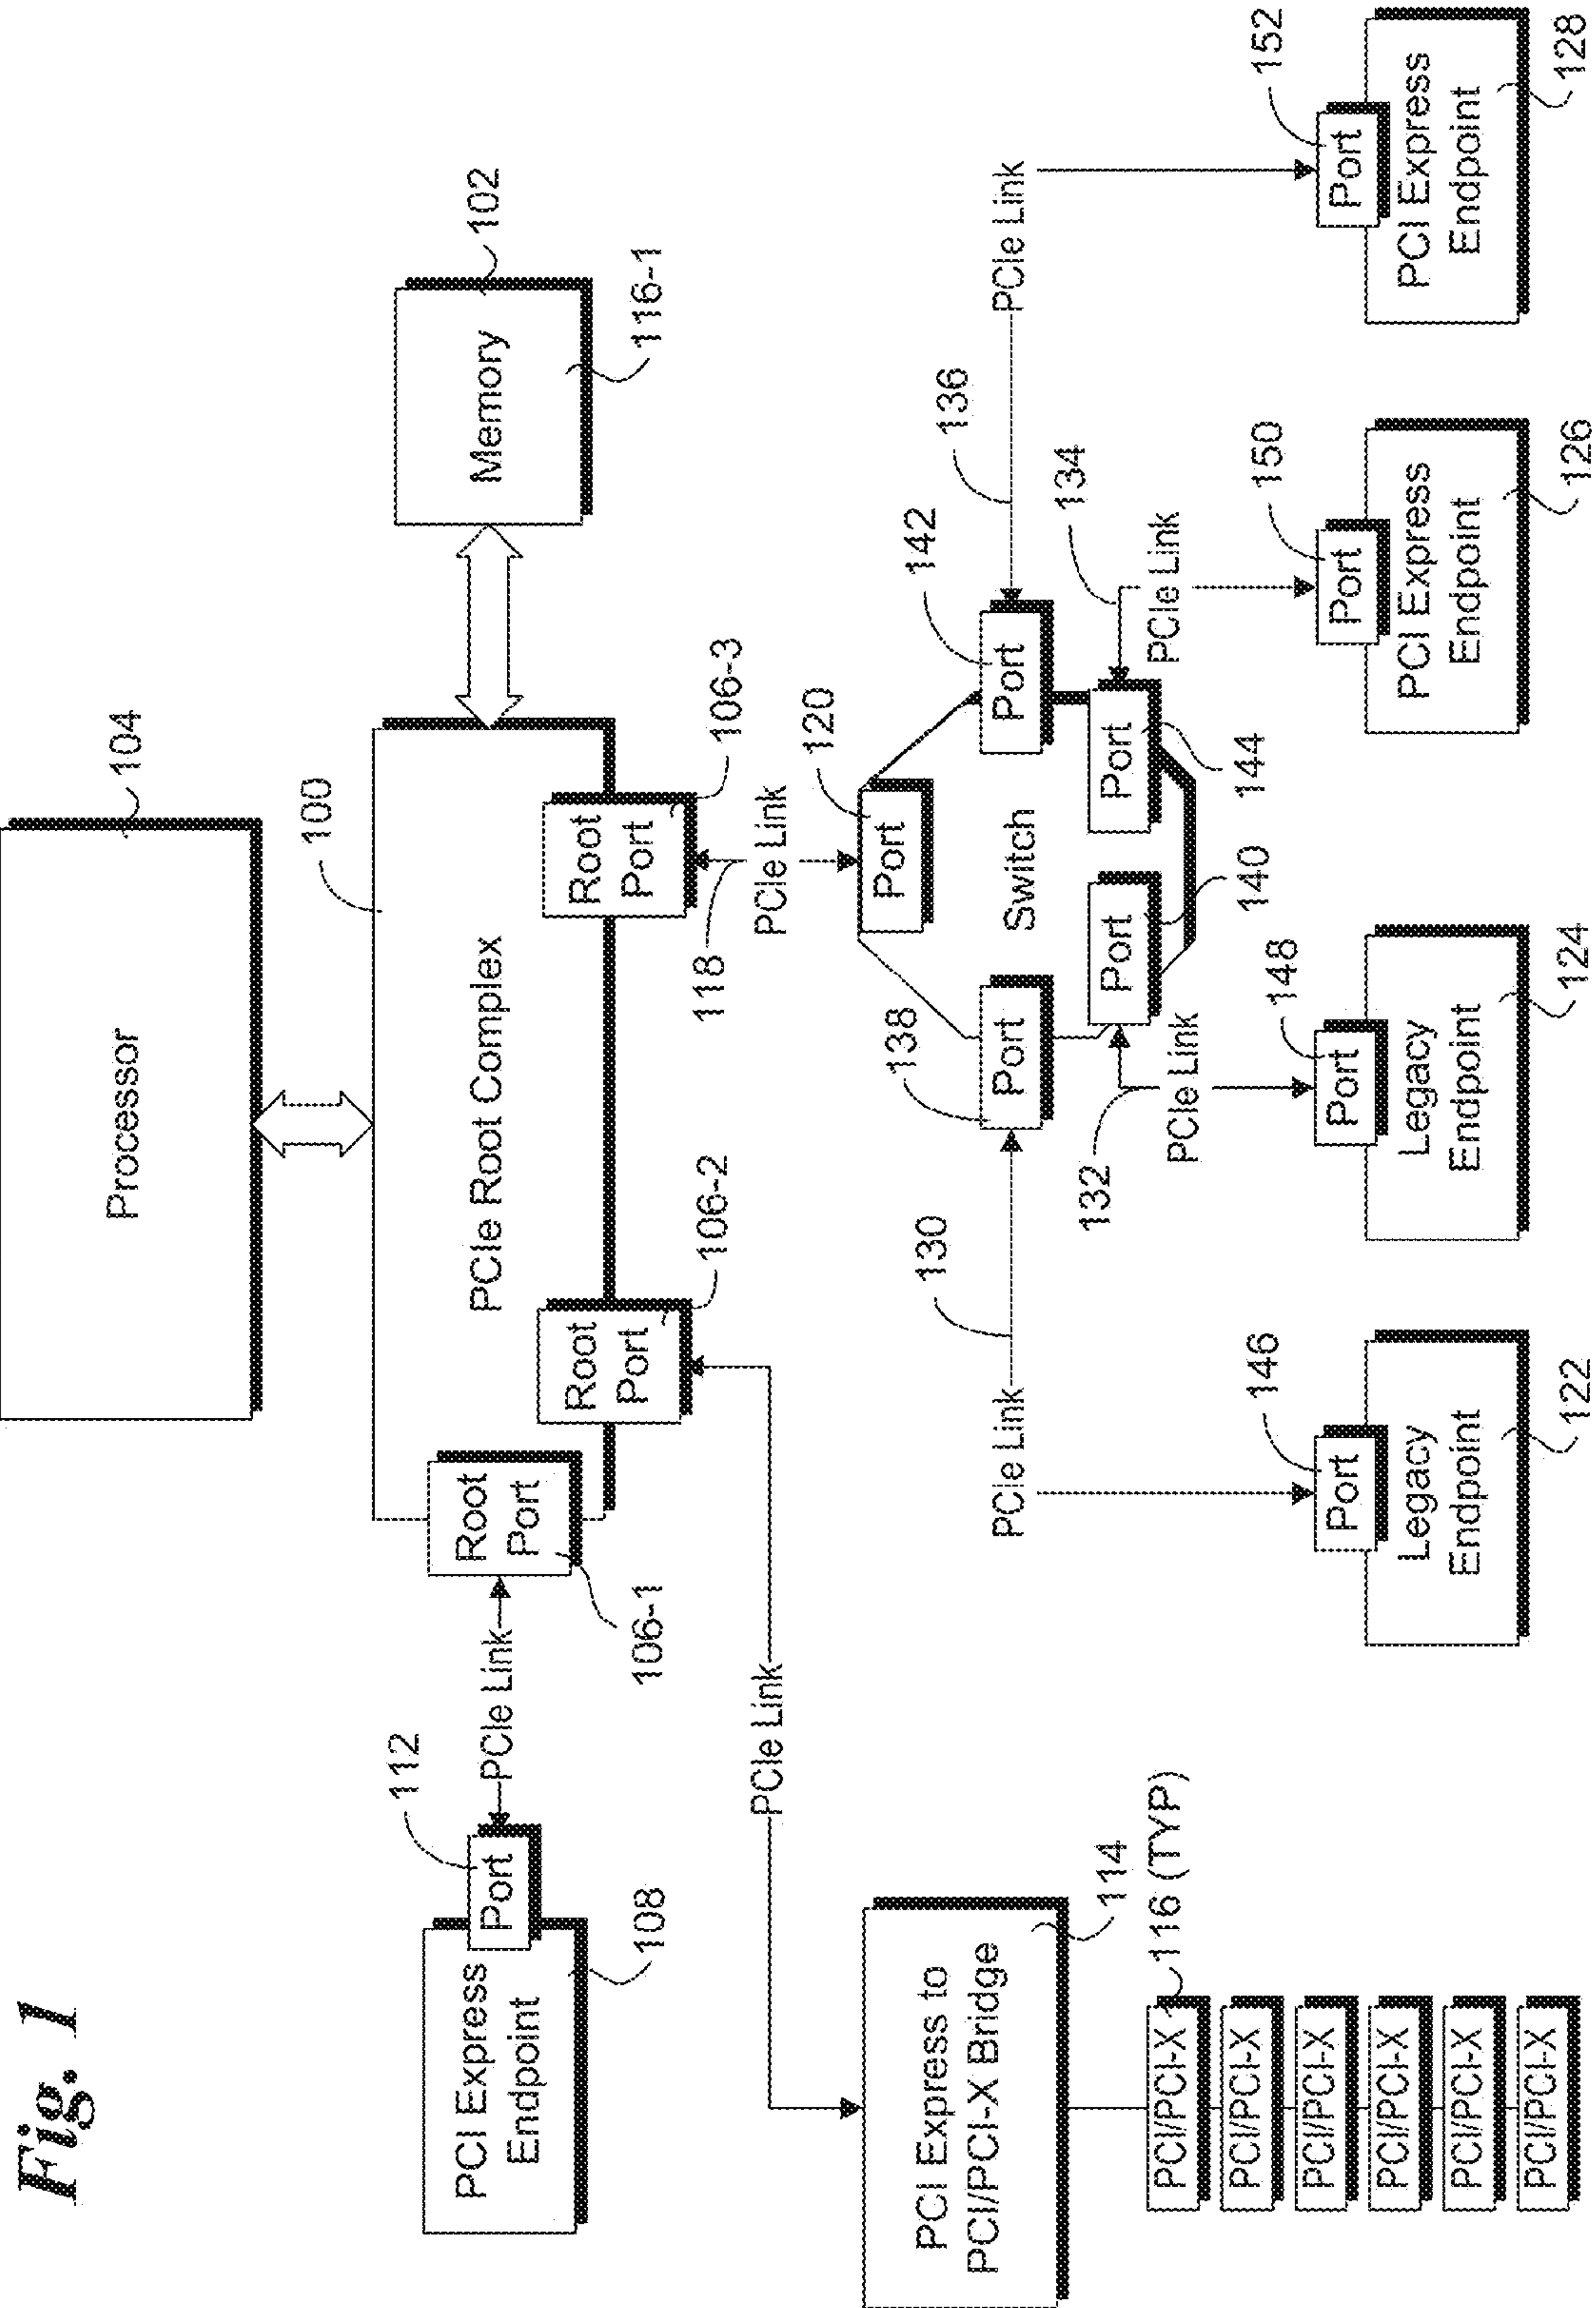 Fig. 1
Processor
104
100
PCIe Root Complex
Memory
102
116-1
Root
Port
106-1
Root
Port
106-2
Root
Port
106-3
PCIe Link
112
Port
PCI Express
Endpoint
108
PCIe Link
118
PCIe Link
120
Port
Switch
138
Port
142
Port
Port
140
Port
144
130
PCIe Link
132
PCIe Link
134
PCIe Link
136
PCIe Link
PCI Express to
PCI/PCI-X Bridge
114
116 (TYP)
PCI/PCI-X
PCI/PCI-X
PCI/PCI-X
PCI/PCI-X
PCI/PCI-X
PCI/PCI-X
146
Port
Legacy
Endpoint
122
148
Port
Legacy
Endpoint
124
150
Port
PCI Express
Endpoint
126
152
Port
PCI Express
Endpoint
128